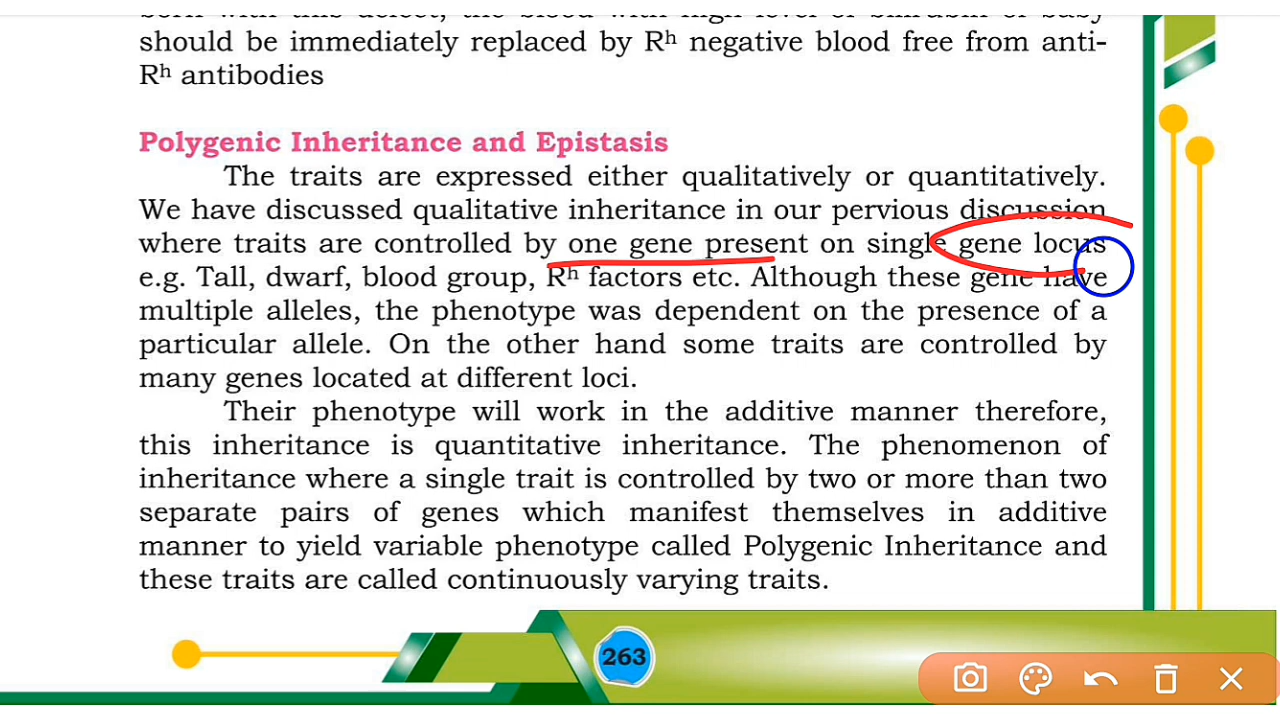 should be immediately replaced by Rh negative blood free from anti-
Rh antibodies
Polygenic Inheritance and Epistasis
The traits are expressed either qualitatively or quantitatively.
We have discussed qualitative inheritance in our pervious discussion
where traits are controlled by one gene present on single gene locus
e.g. Tall, dwarf, blood group, Rh factors etc. Although these gene have
multiple alleles, the phenotype was dependent on the presence of a
particular allele. On the other hand some traits are controlled by
many genes located at different loci.
Their phenotype will work in the additive manner therefore,
this inheritance is quantitative inheritance. The phenomenon of
inheritance where a single trait is controlled by two or more than two
separate pairs of genes which manifest themselves in additive
manner to yield variable phenotype called Polygenic Inheritance and
these traits are called continuously varying traits.
263